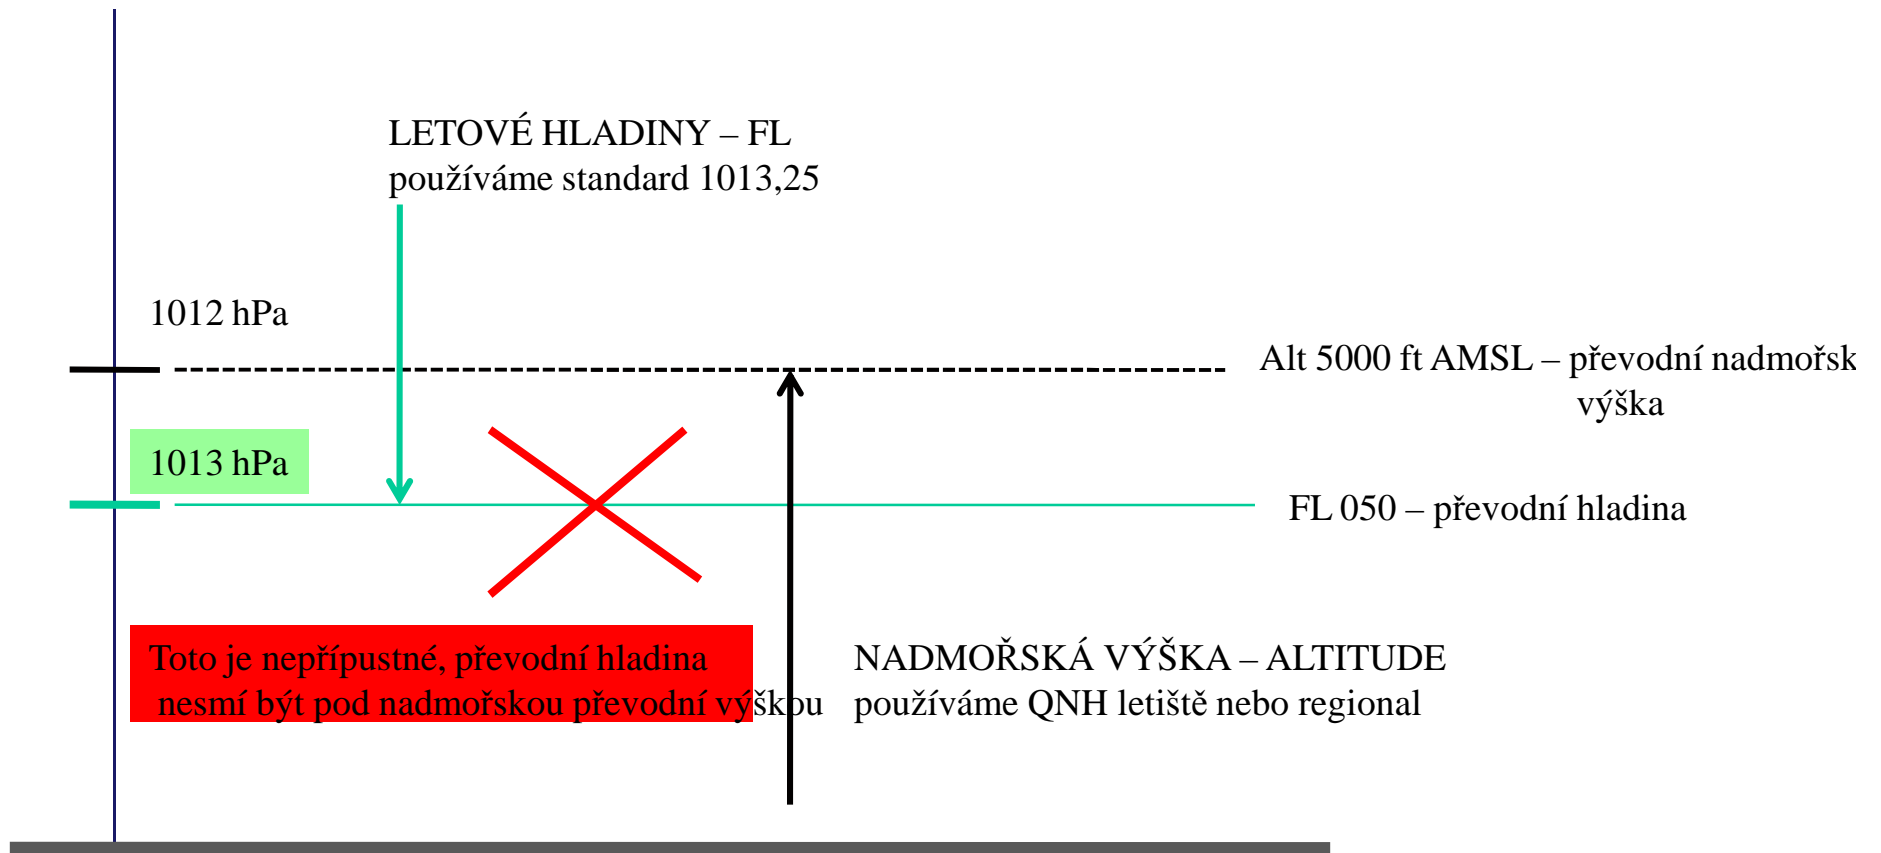 LETOVÉ HLADINY – FL
používáme standard 1013,25
1012 hPa
Alt 5000 ft AMSL – převodní nadmořsk
výška
1013 hPa
FL 050 – převodní hladina
Toto je nepřípustné, převodní hladina
nesmí být pod nadmořskou převodní výškou
NADMOŘSKÁ VÝŠKA – ALTITUDE
používáme QNH letiště nebo regional